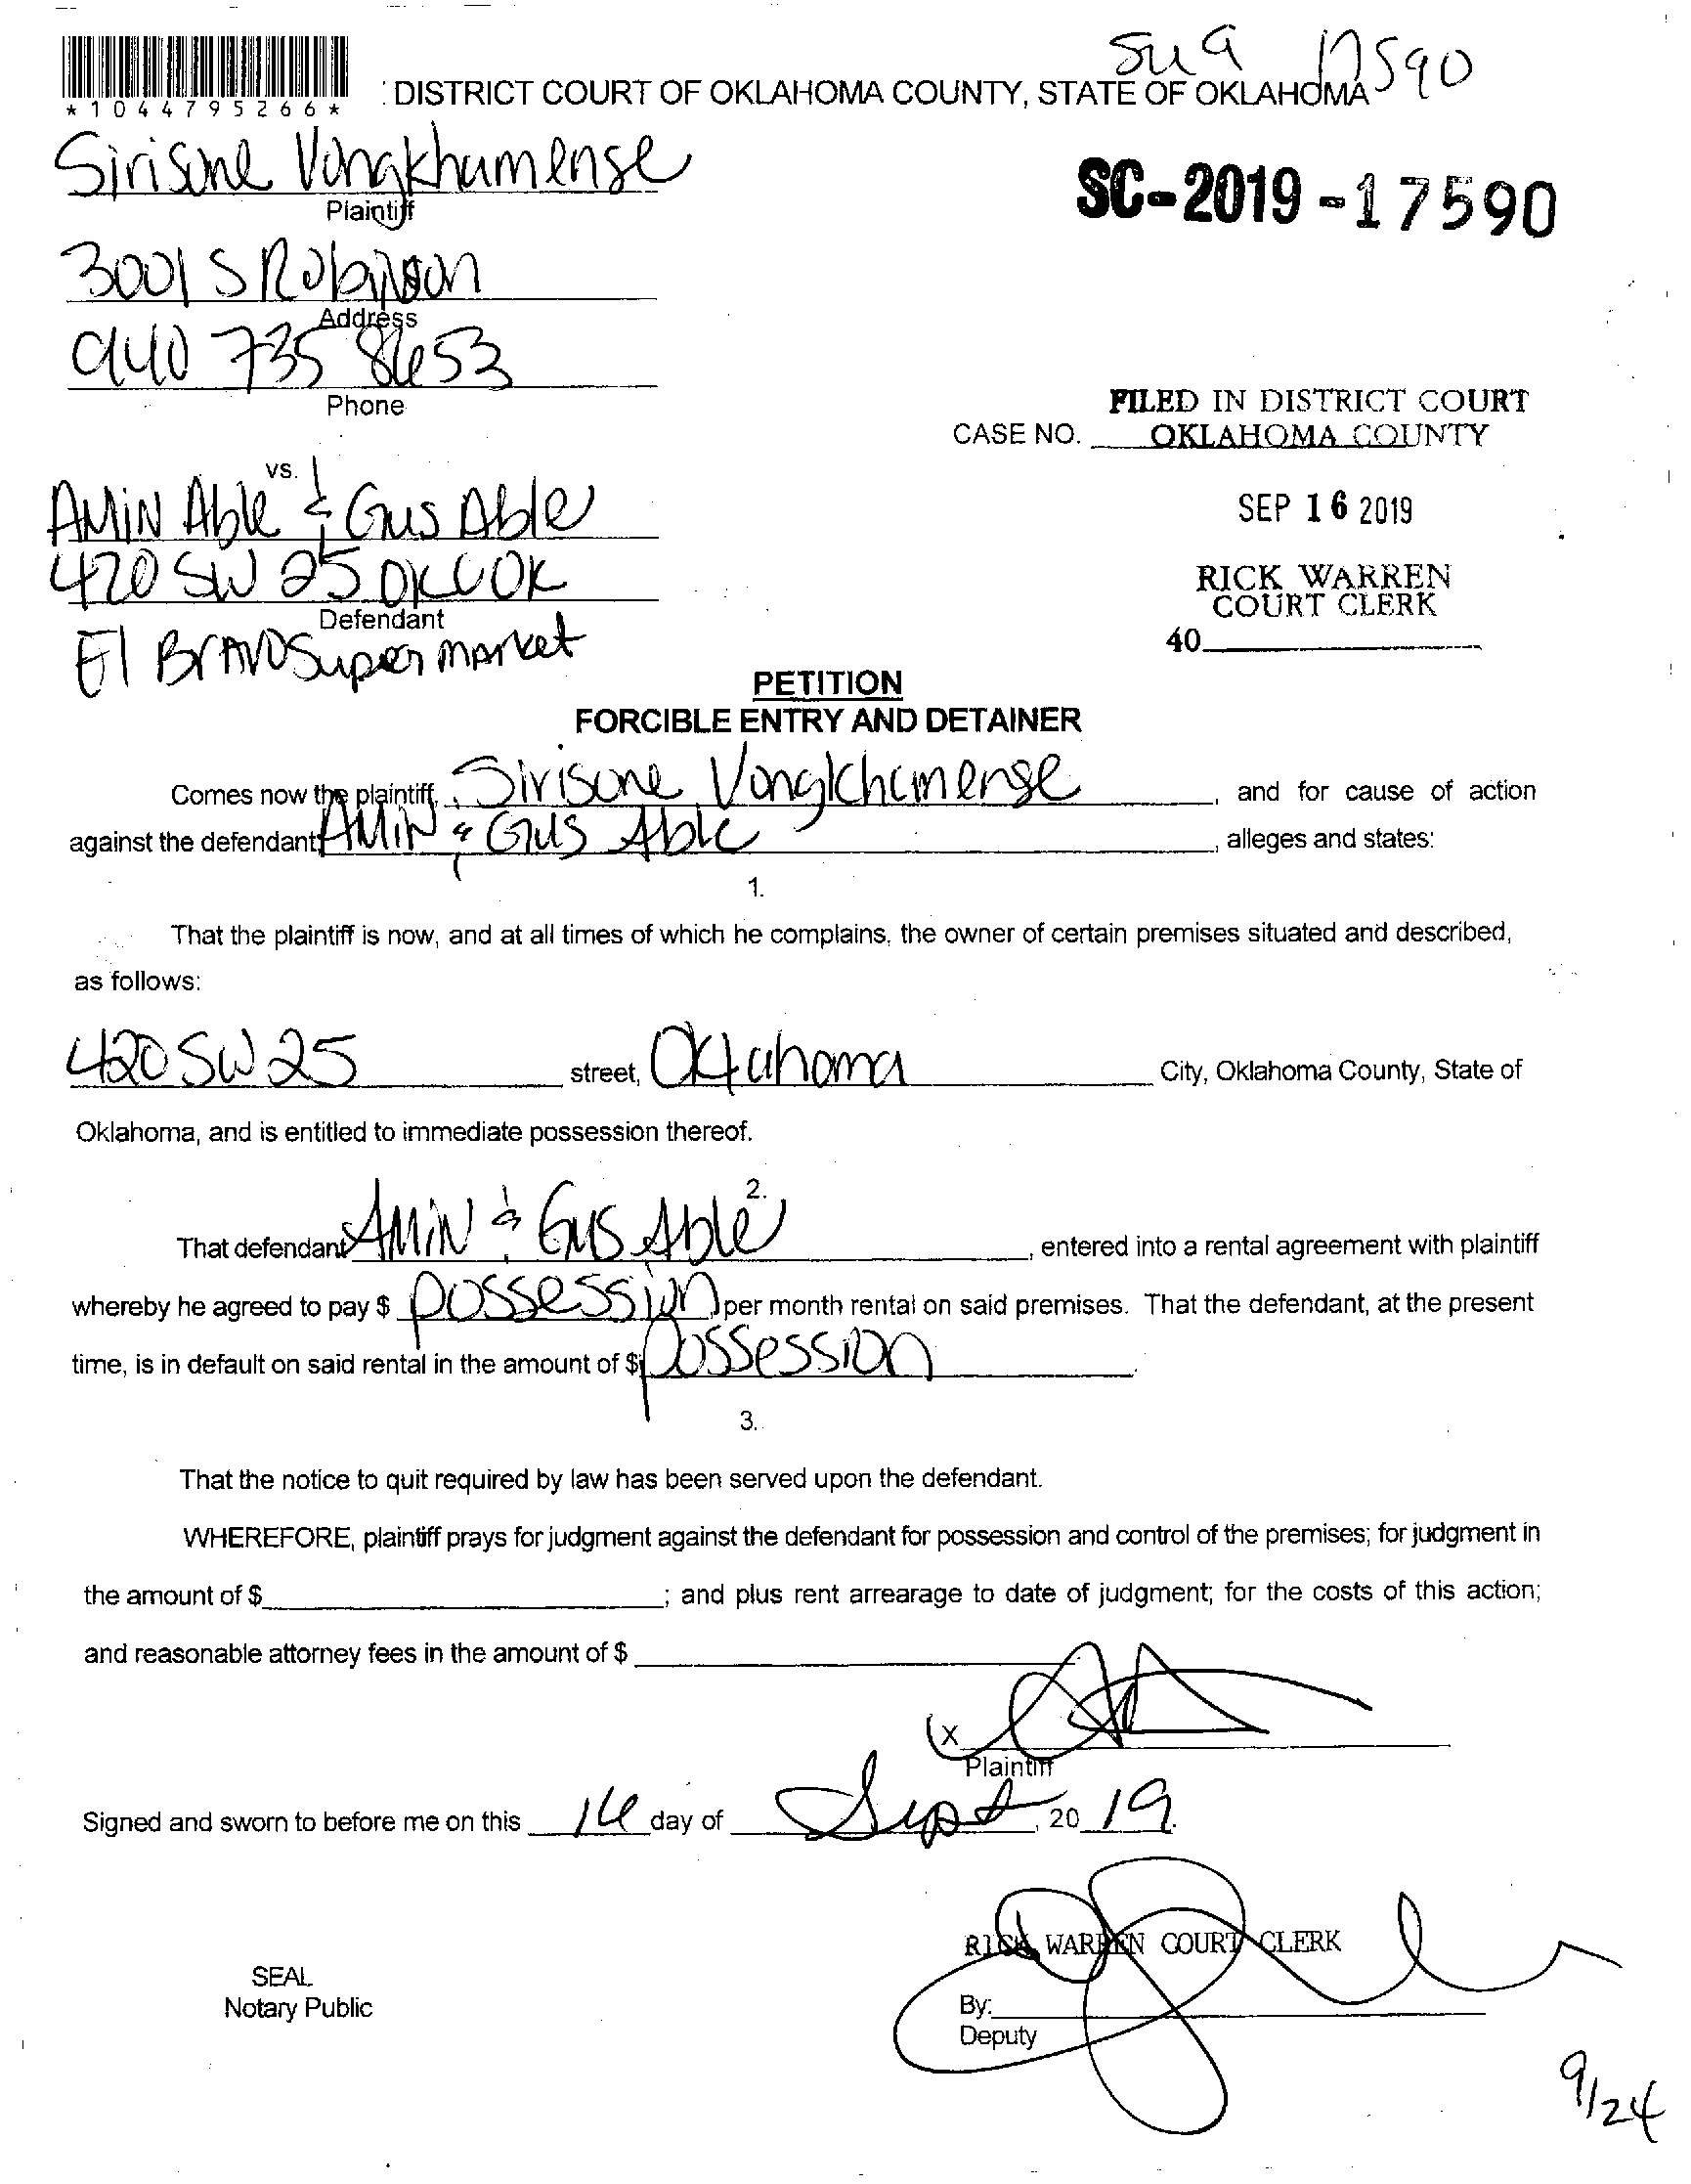 SC19 17590
*1044795266*
DISTRICT COURT OF OKLAHOMA COUNTY, STATE OF OKLAHOMA
Sirisone Vongkhamense
Plaintiff
SC-2019-17590
3001 S Robinson
Address
940 735 8653
Phone
FILED IN DISTRICT COURT
CASE NO. OKLAHOMA COUNTY
vs.
AMIN Able & Gus Able
SEP 16 2019
420 SW 25 OKC OK
Defendant
RICK WARREN
COURT CLERK
El BrAVO Super mArket
40
PETITION
FORCIBLE ENTRY AND DETAINER
Comes now the plaintiff, Sirisone Vongkhamense, and for cause of action
against the defendant AMIN & Gus Able, alleges and states:
1.
That the plaintiff is now, and at all times of which he complains, the owner of certain premises situated and described,
as follows:
420 SW 25 street, Oklahoma City, Oklahoma County, State of
Oklahoma, and is entitled to immediate possession thereof.
2.
That defendant AMIN & Gus Able, entered into a rental agreement with plaintiff
whereby he agreed to pay $ possession per month rental on said premises. That the defendant, at the present
time, is in default on said rental in the amount of $ possession.
3.
That the notice to quit required by law has been served upon the defendant.
WHEREFORE, plaintiff prays for judgment against the defendant for possession and control of the premises; for judgment in
the amount of $; and plus rent arrearage to date of judgment; for the costs of this action;
and reasonable attorney fees in the amount of $
X
Plaintiff
Signed and sworn to before me on this 16 day of Sept, 20 19.
RICK WARREN COURT CLERK
SEAL
Notary Public
By:
Deputy
9/24